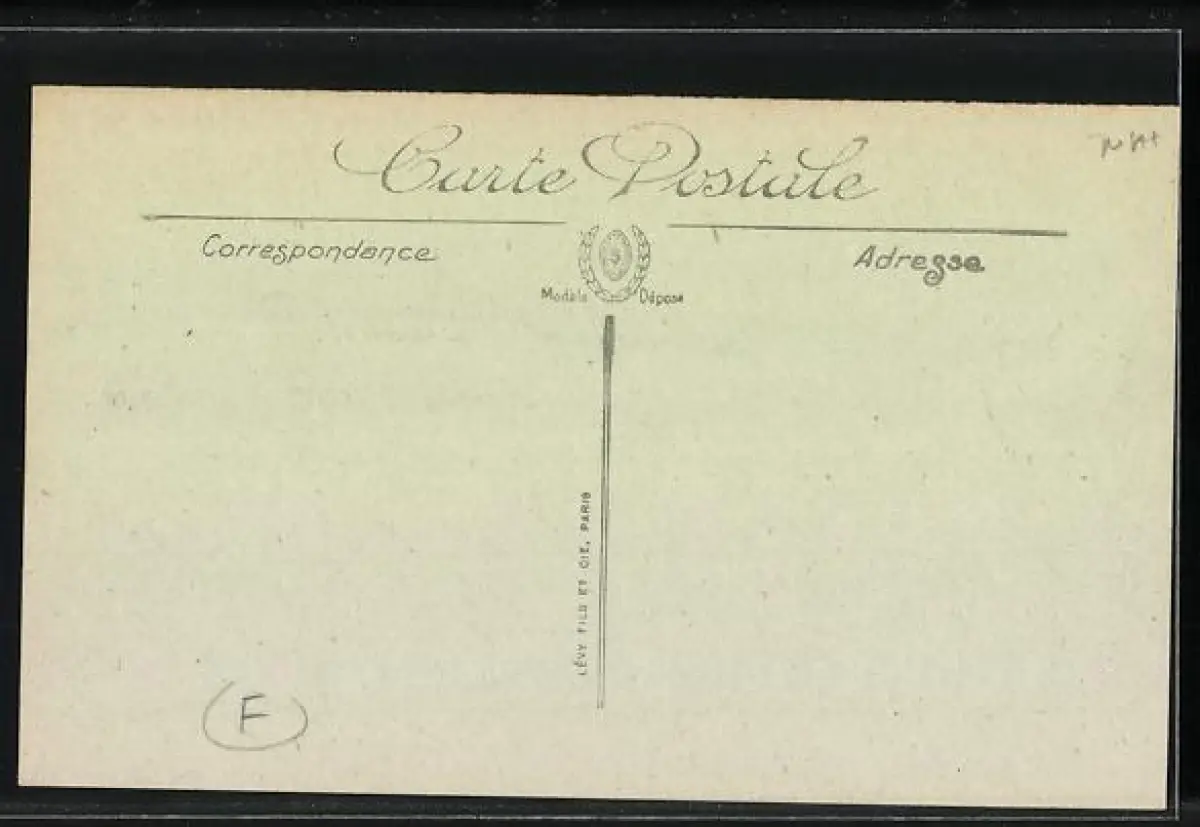 Carte Postale
Correspondance
Adresse
Modèle Déposé
LÉVY FILS ET CIE, PARIS
F